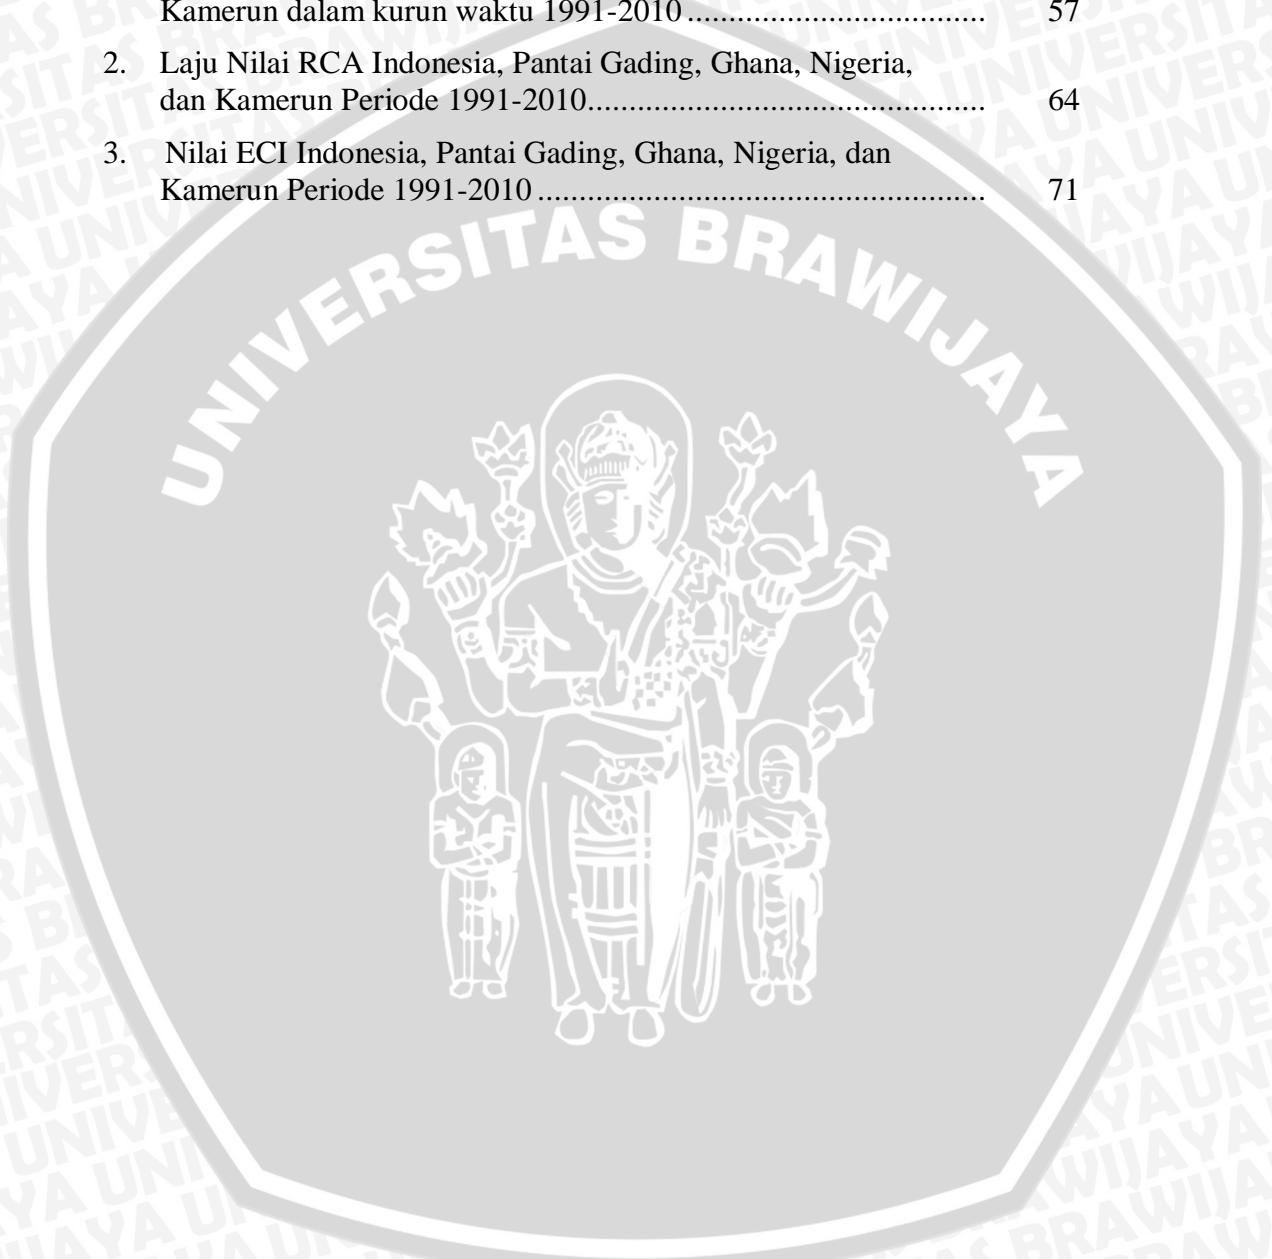 Kamerun dalam kurun waktu 1991-2010.................................... 57
2. Laju Nilai RCA Indonesia, Pantai Gading, Ghana, Nigeria,
dan Kamerun Periode 1991-2010................................................ 64
3. Nilai ECI Indonesia, Pantai Gading, Ghana, Nigeria, dan
Kamerun Periode 1991-2010...................................................... 71
UNIVERSITAS BRAWIJAYA